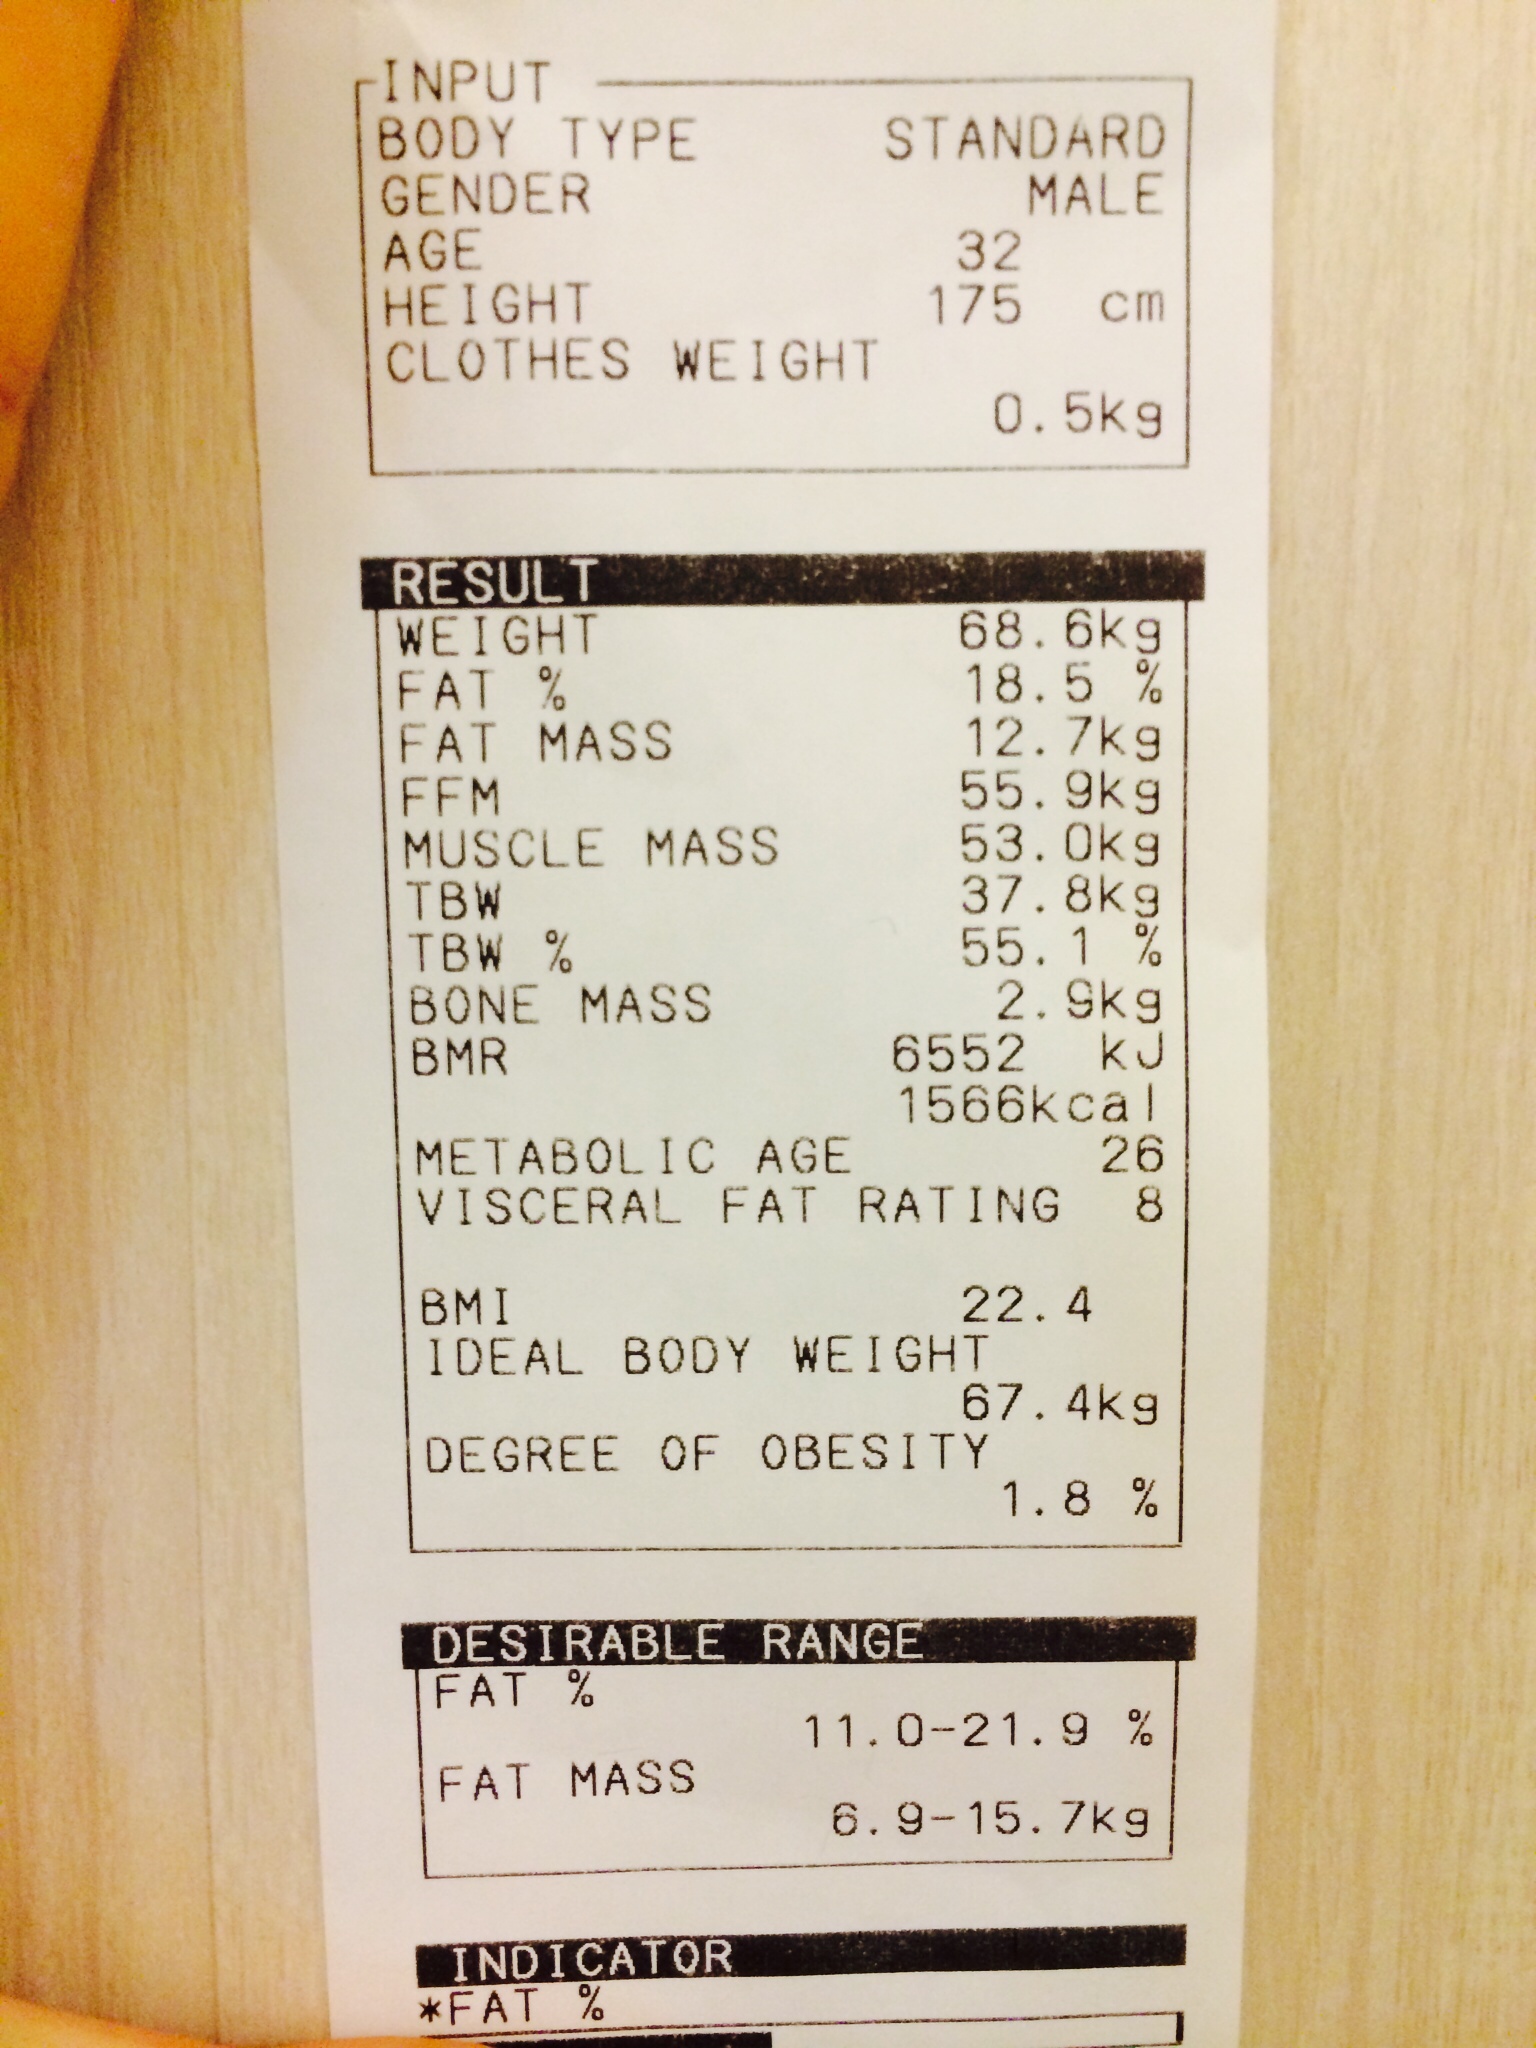 INPUT
BODY TYPE STANDARD
GENDER MALE
AGE 32
HEIGHT 175 cm
CLOTHES WEIGHT
0.5kg
RESULT
WEIGHT 68.6kg
FAT % 18.5 %
FAT MASS 12.7kg
FFM 55.9kg
MUSCLE MASS 53.0kg
TBW 37.8kg
TBW % 55.1 %
BONE MASS 2.9kg
BMR 6552 kJ
1566kcal
METABOLIC AGE 26
VISCERAL FAT RATING 8
BMI 22.4
IDEAL BODY WEIGHT
67.4kg
DEGREE OF OBESITY
1.8 %
DESIRABLE RANGE
FAT %
11.0-21.9 %
FAT MASS
6.9-15.7kg
INDICATOR
*FAT %